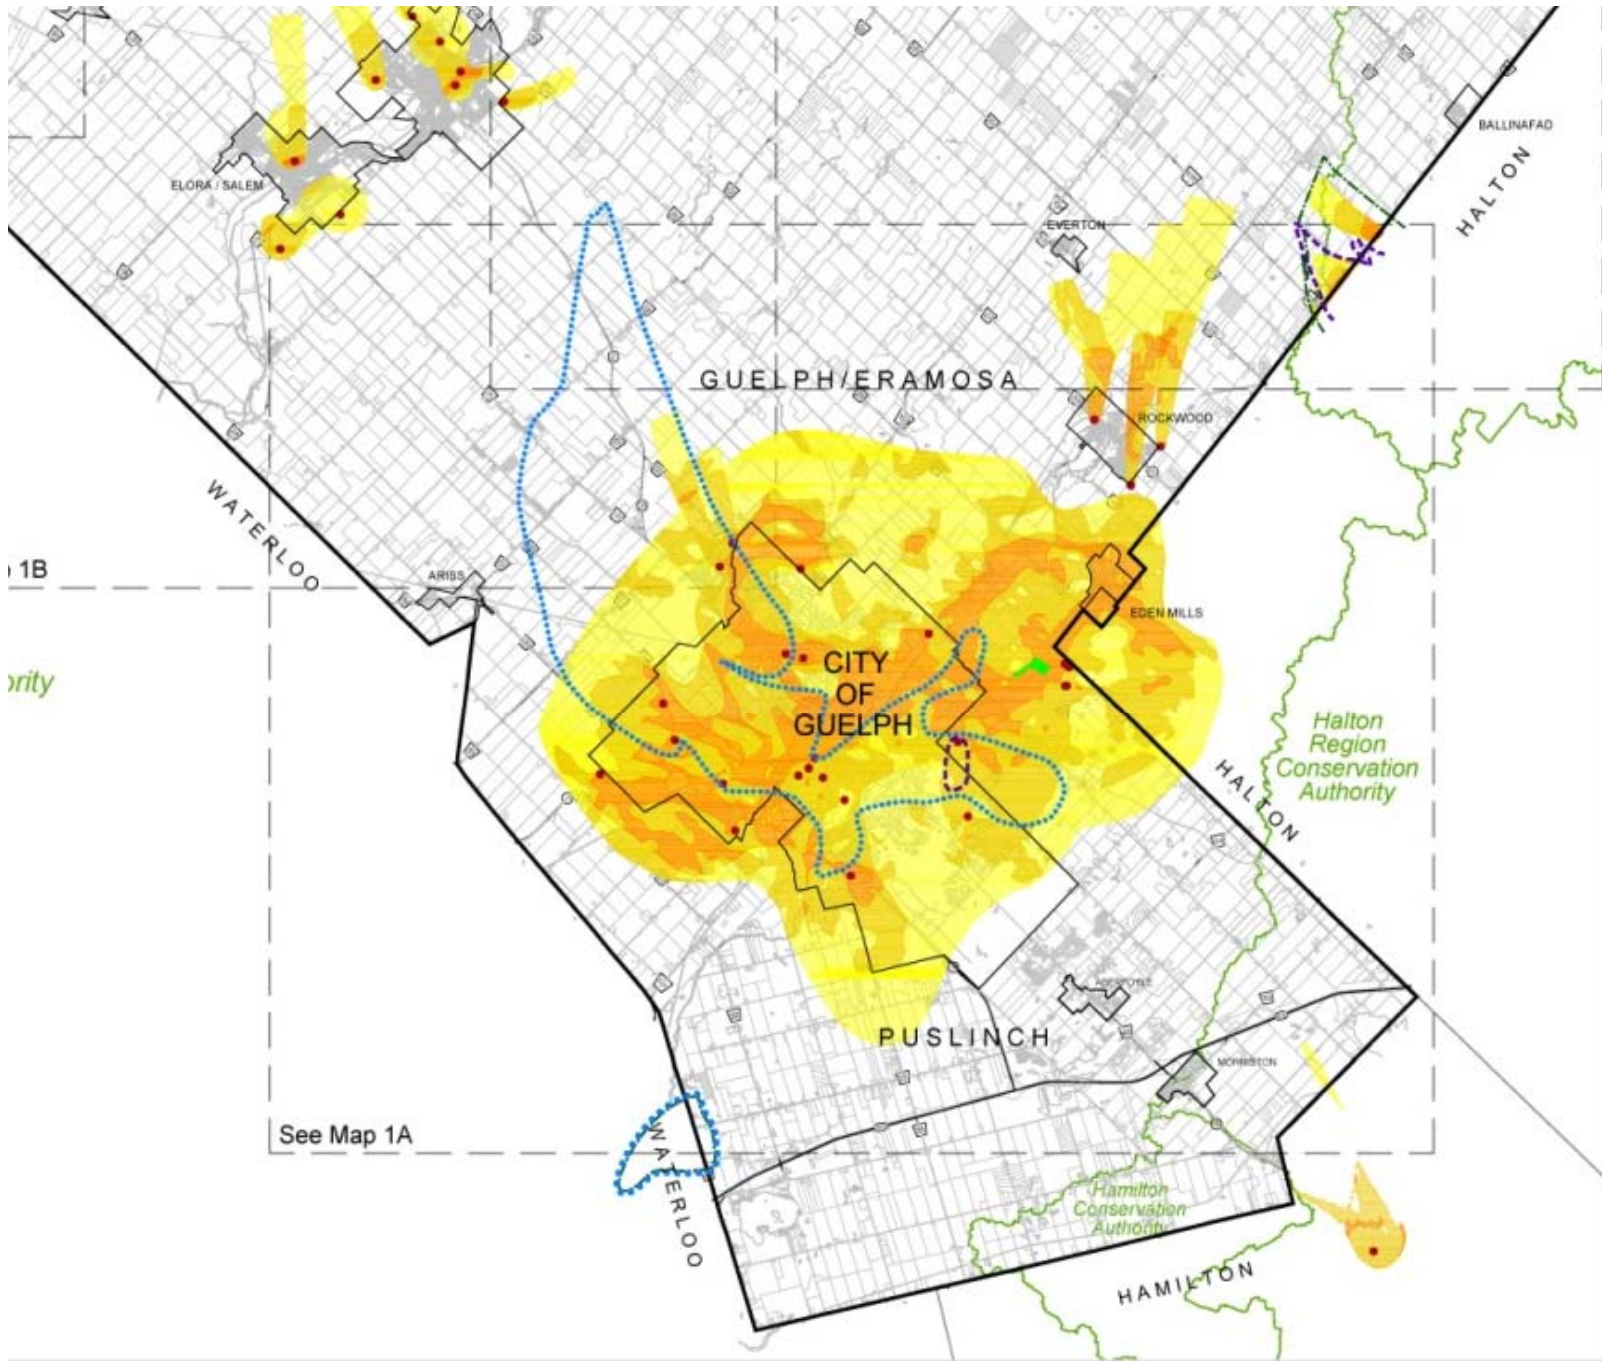 BALLINAFAD
HALTON
ELORA / SALEM
EVERTON
GUELPH/ERAMOSA
ROCKWOOD
WATERLOO
1B
ARISS
EDEN MILLS
CITY
OF
GUELPH
ority
Halton
Region
Conservation
Authority
HALTON
PUSLINCH
MORRISTON
See Map 1A
WATERLOO
Hamilton
Conservation
Authority
HAMILTON